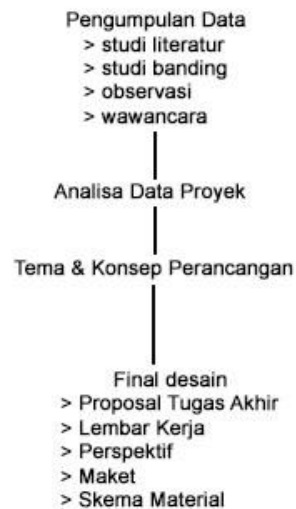 Pengumpulan Data
> studi literatur
> studi banding
> observasi
> wawancara
Analisa Data Proyek
Tema & Konsep Perancangan
Final desain
> Proposal Tugas Akhir
> Lembar Kerja
> Perspektif
> Maket
> Skema Material